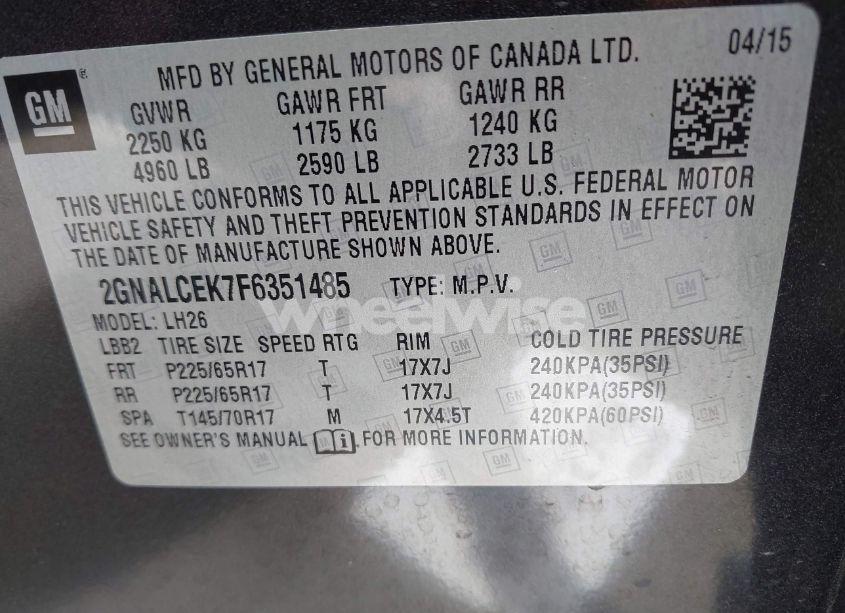 GM ®
MFD BY GENERAL MOTORS OF CANADA LTD. 04/15
GVWR GAWR FRT GAWR RR
2250 KG 1175 KG 1240 KG
4960 LB 2590 LB 2733 LB
THIS VEHICLE CONFORMS TO ALL APPLICABLE U.S. FEDERAL MOTOR
VEHICLE SAFETY AND THEFT PREVENTION STANDARDS IN EFFECT ON
THE DATE OF MANUFACTURE SHOWN ABOVE.
2GNALCEK7F6351485 TYPE: M.P.V.
wheelwise
MODEL: LH26
LBB2 TIRE SIZE SPEED RTG RIM COLD TIRE PRESSURE
FRT P225/65R17 T 17X7J 240KPA(35PSI)
RR P225/65R17 T 17X7J 240KPA(35PSI)
SPA T145/70R17 M 17X4.5T 420KPA(60PSI)
SEE OWNER'S MANUAL i .FOR MORE INFORMATION.